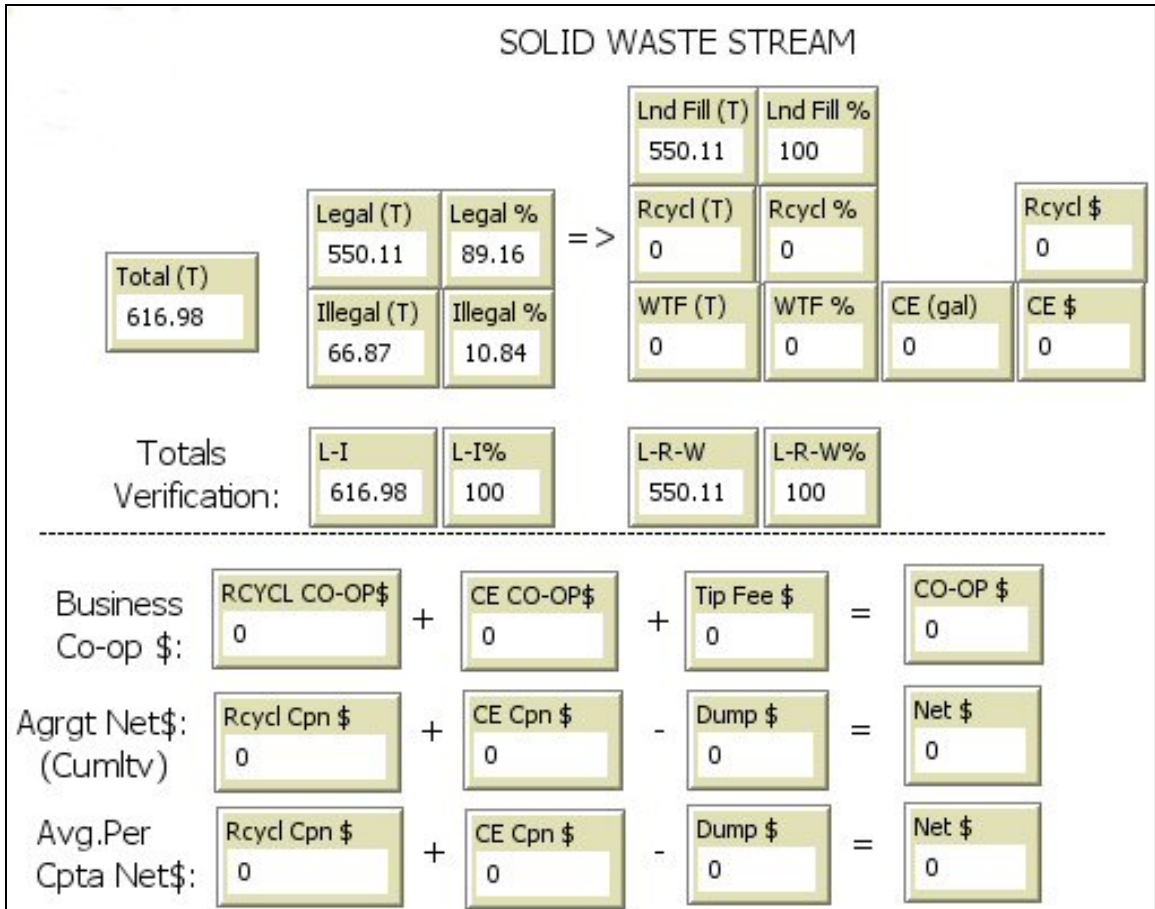 SOLID WASTE STREAM
Lnd Fill (T) Lnd Fill %
550.11 100
Legal (T) Legal % => Rcycl (T) Rcycl % Rcycl $
550.11 89.16 0 0 0
Total (T)
616.98
Illegal (T) Illegal % WTF (T) WTF % CE (gal) CE $
66.87 10.84 0 0 0 0
Totals
Verification:
L-I L-I% L-R-W L-R-W%
616.98 100 550.11 100
Business
Co-op $:
RCYCL CO-OP$ + CE CO-OP$ + Tip Fee $ = CO-OP $
0 0 0 0
Agrgt Net$:
(Cumltv)
Rcycl Cpn $ + CE Cpn $ - Dump $ = Net $
0 0 0 0
Avg.Per
Cpta Net$:
Rcycl Cpn $ + CE Cpn $ - Dump $ = Net $
0 0 0 0